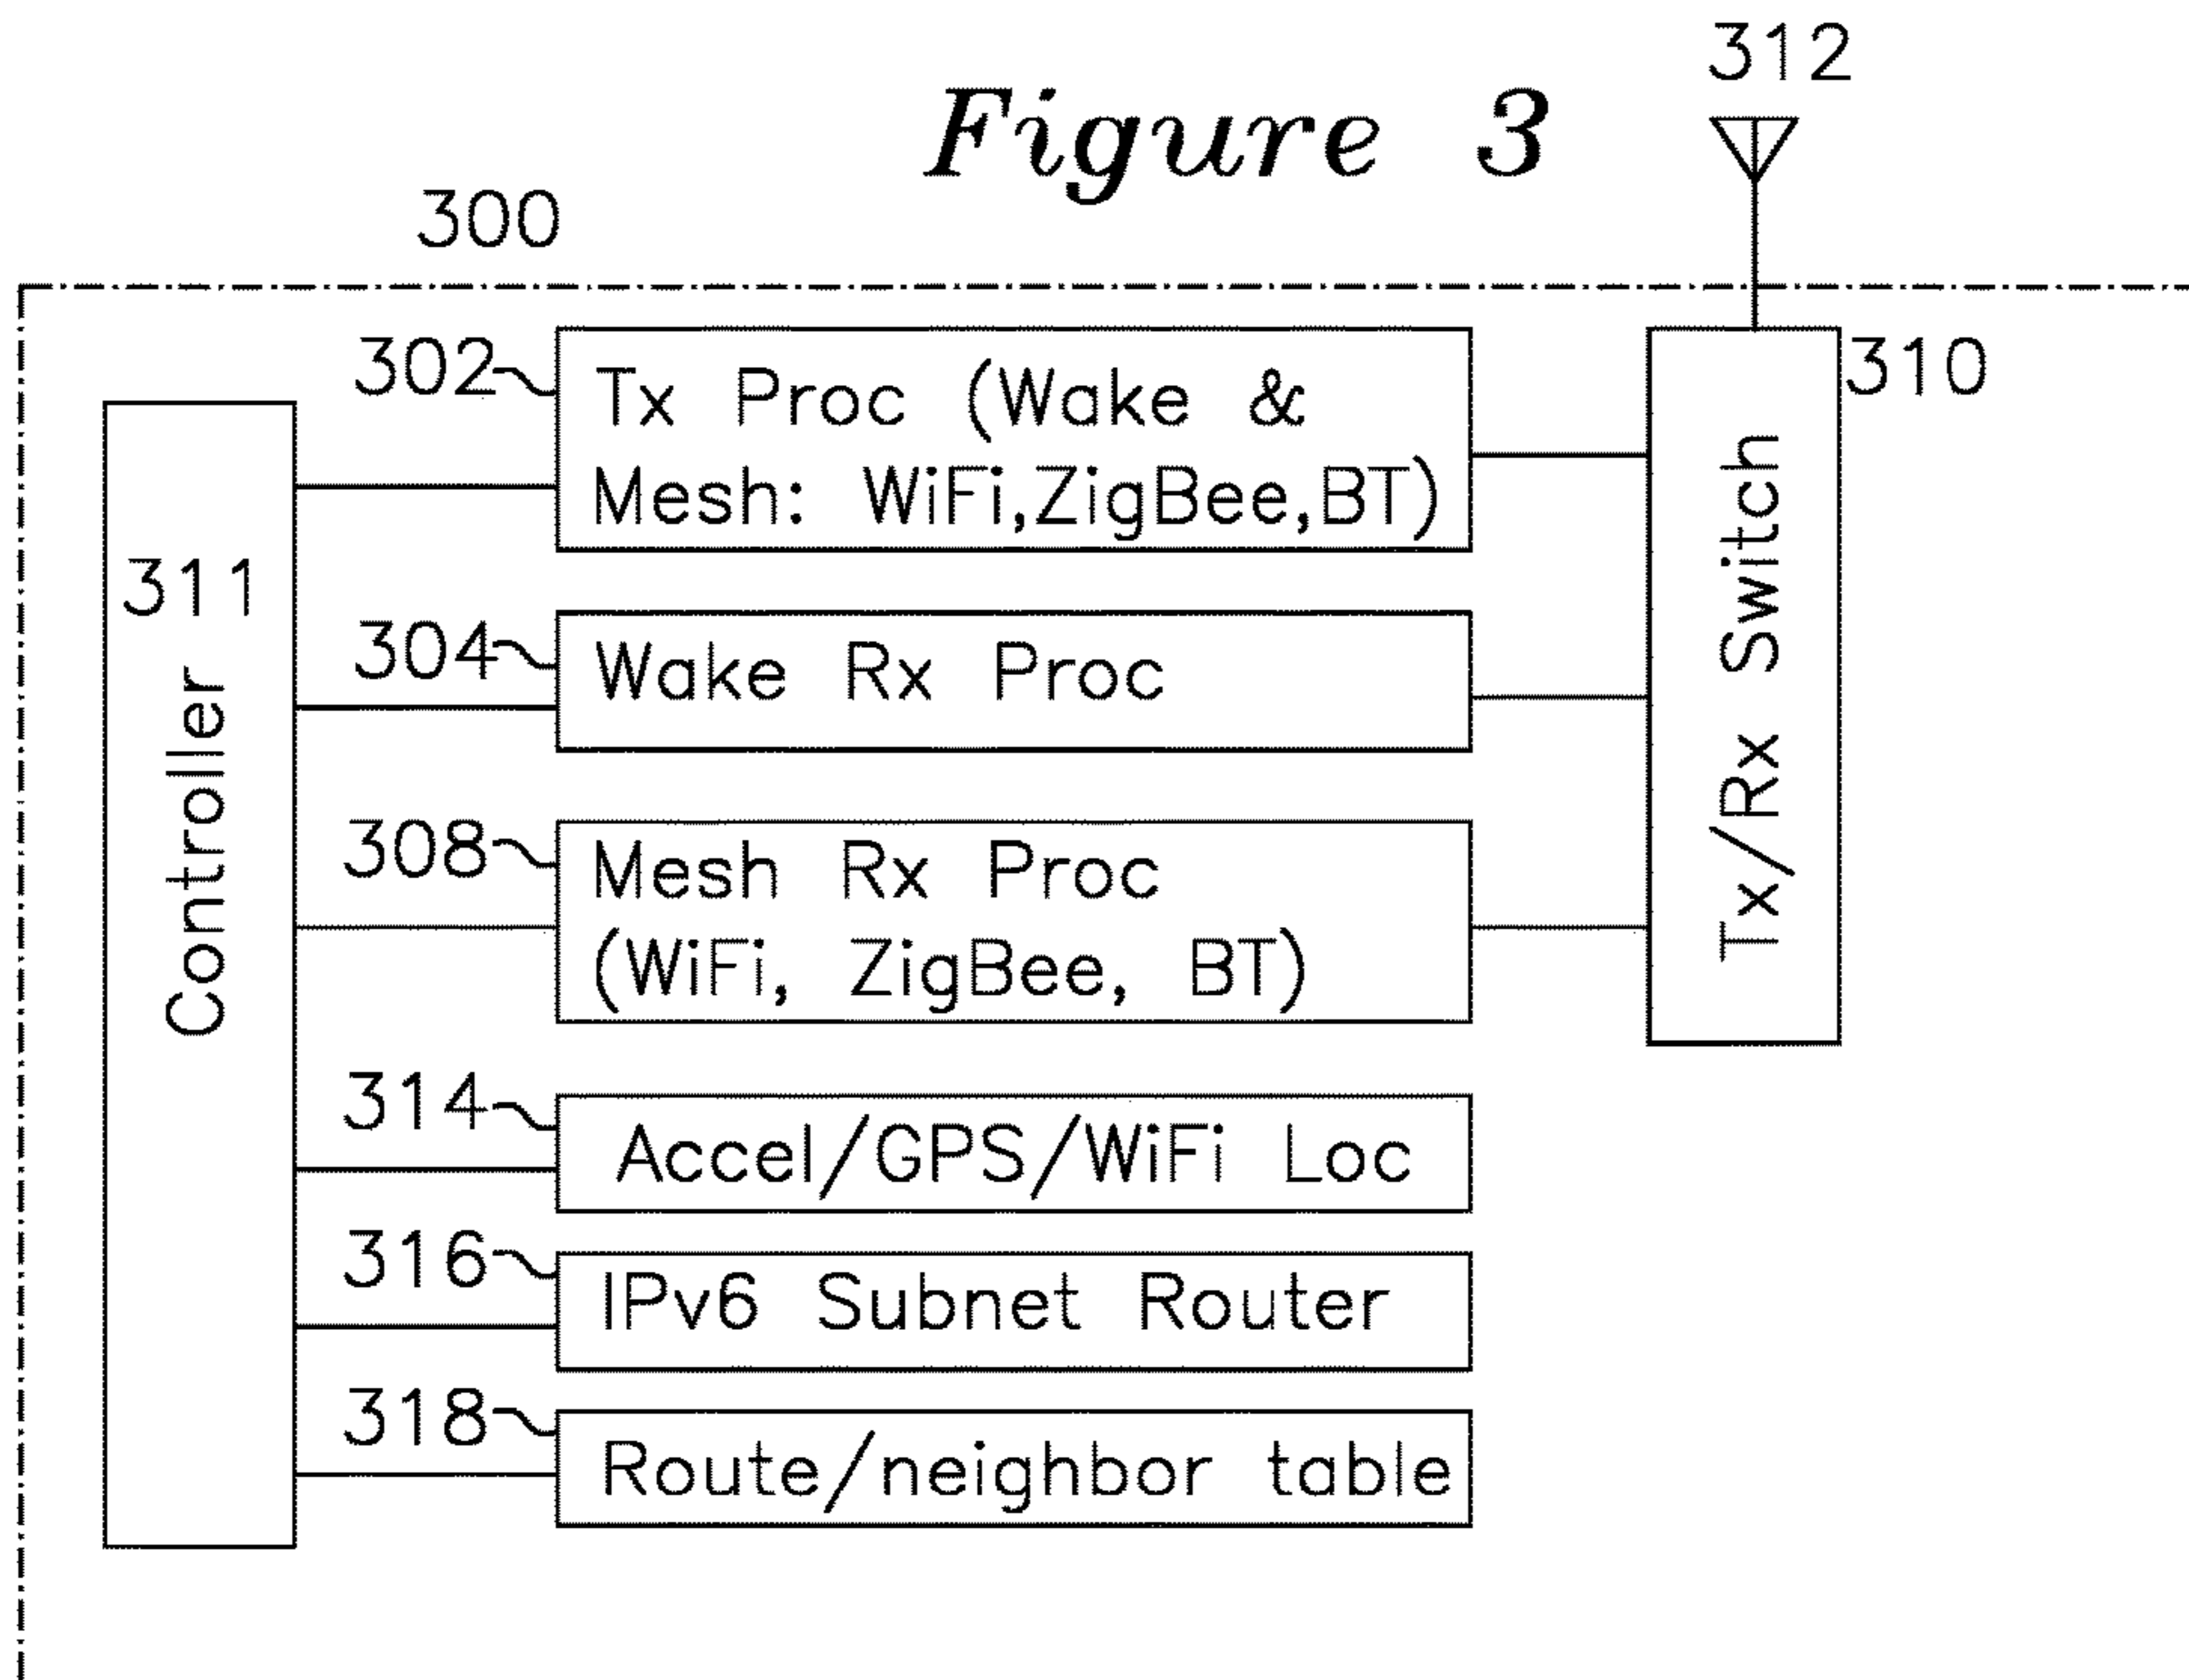 312
Figure 3
300
302
Tx Proc (Wake &
Mesh: WiFi,ZigBee,BT)
310
Tx/Rx Switch
311
Controller
304
Wake Rx Proc
308
Mesh Rx Proc
(WiFi, ZigBee, BT)
314
Accel/GPS/WiFi Loc
316
IPv6 Subnet Router
318
Route/neighbor table